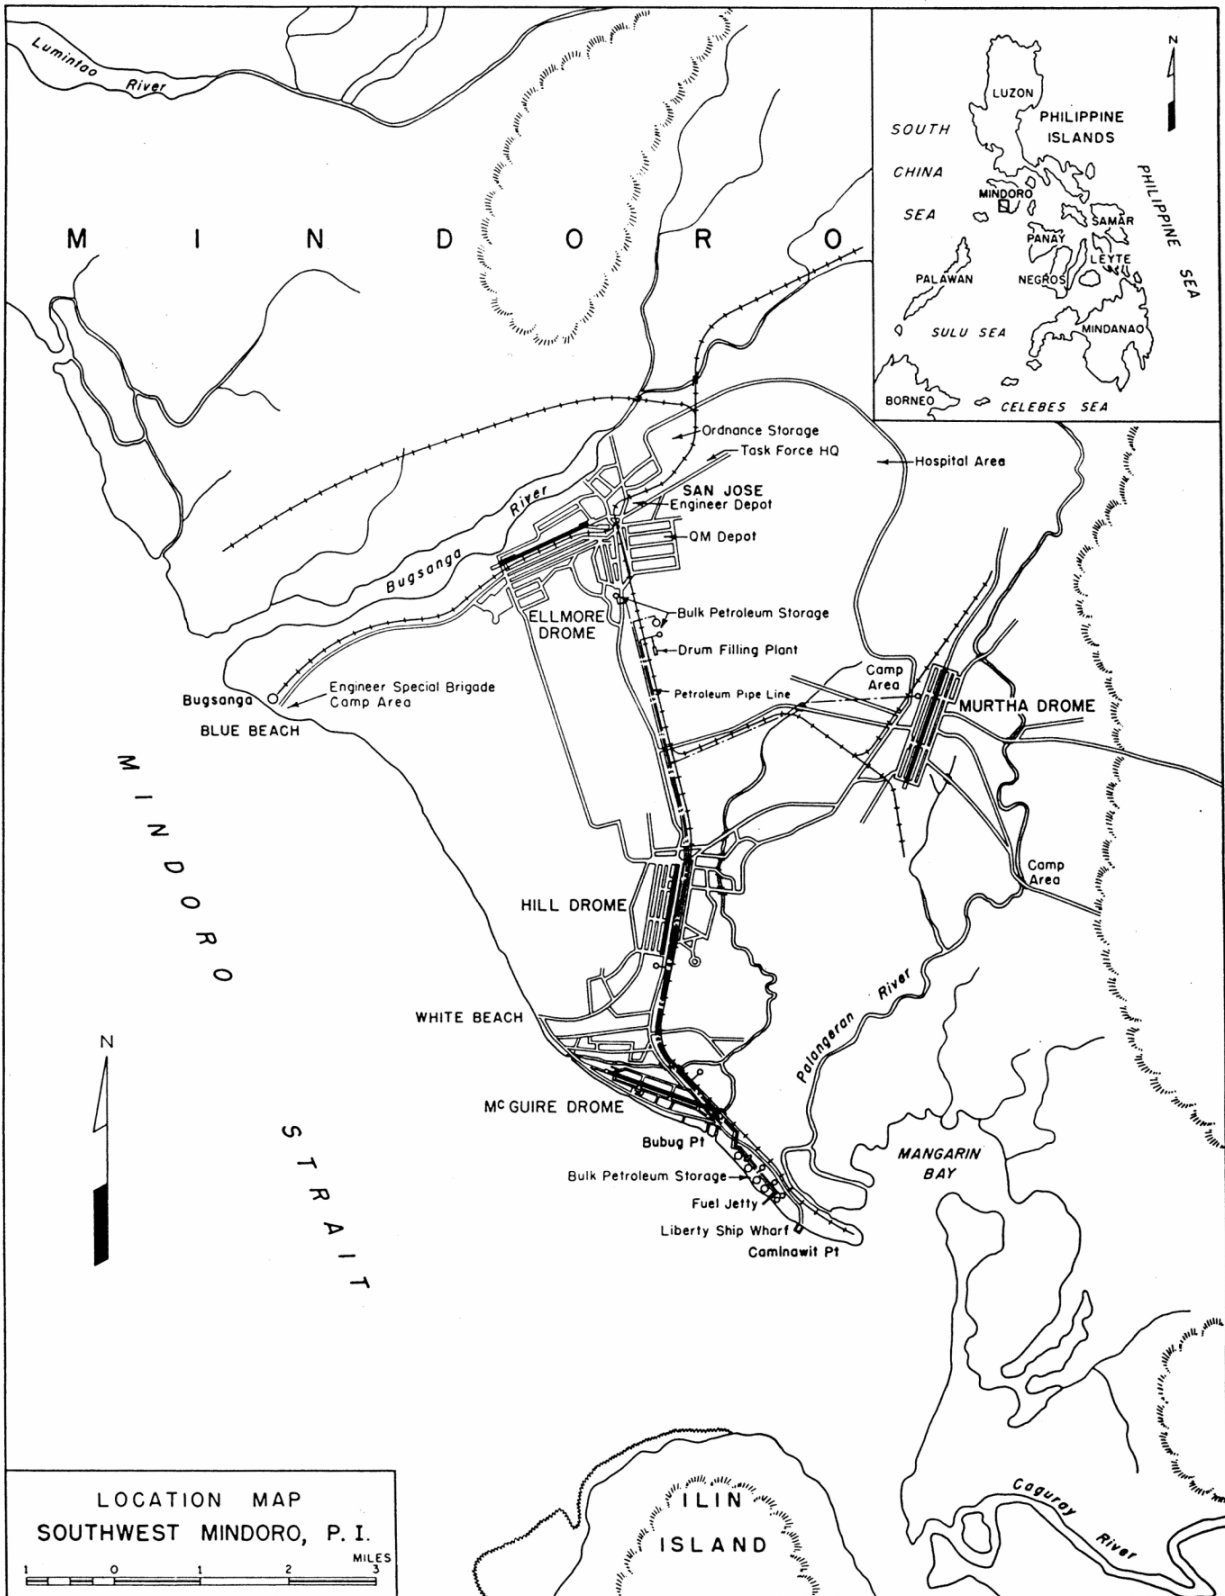 Lumintao
River
M I N D O R O
N
LUZON
PHILIPPINE
ISLANDS
SOUTH
CHINA
SEA
PHILIPPINE SEA
MINDORO
SAMAR
PANAY
LEYTE
PALAWAN
NEGROS
SULU SEA
MINDANAO
BORNEO
CELEBES SEA
Ordnance Storage
Task Force HQ
Hospital Area
SAN JOSE
Engineer Depot
QM Depot
Bugsanga River
ELLMORE
DROME
Bulk Petroleum Storage
Drum Filling Plant
Petroleum Pipe Line
Camp
Area
MURTHA DROME
Engineer Special Brigade
Camp Area
Bugsanga
BLUE BEACH
MINDORO STRAIT
HILL DROME
Camp
Area
WHITE BEACH
Palangeran River
N
McGUIRE DROME
Bubug Pt
MANGARIN
BAY
Bulk Petroleum Storage
Fuel Jetty
Liberty Ship Wharf
Caminawit Pt
ILIN
ISLAND
Caguray River
LOCATION MAP
SOUTHWEST MINDORO, P. I.
MILES
1 0 1 2 3